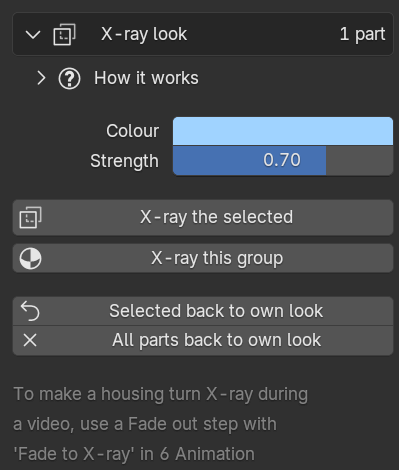 X-ray look 1 part
How it works
Colour
Strength 0.70
X-ray the selected
X-ray this group
Selected back to own look
All parts back to own look
To make a housing turn X-ray during
a video, use a Fade out step with
'Fade to X-ray' in 6 Animation